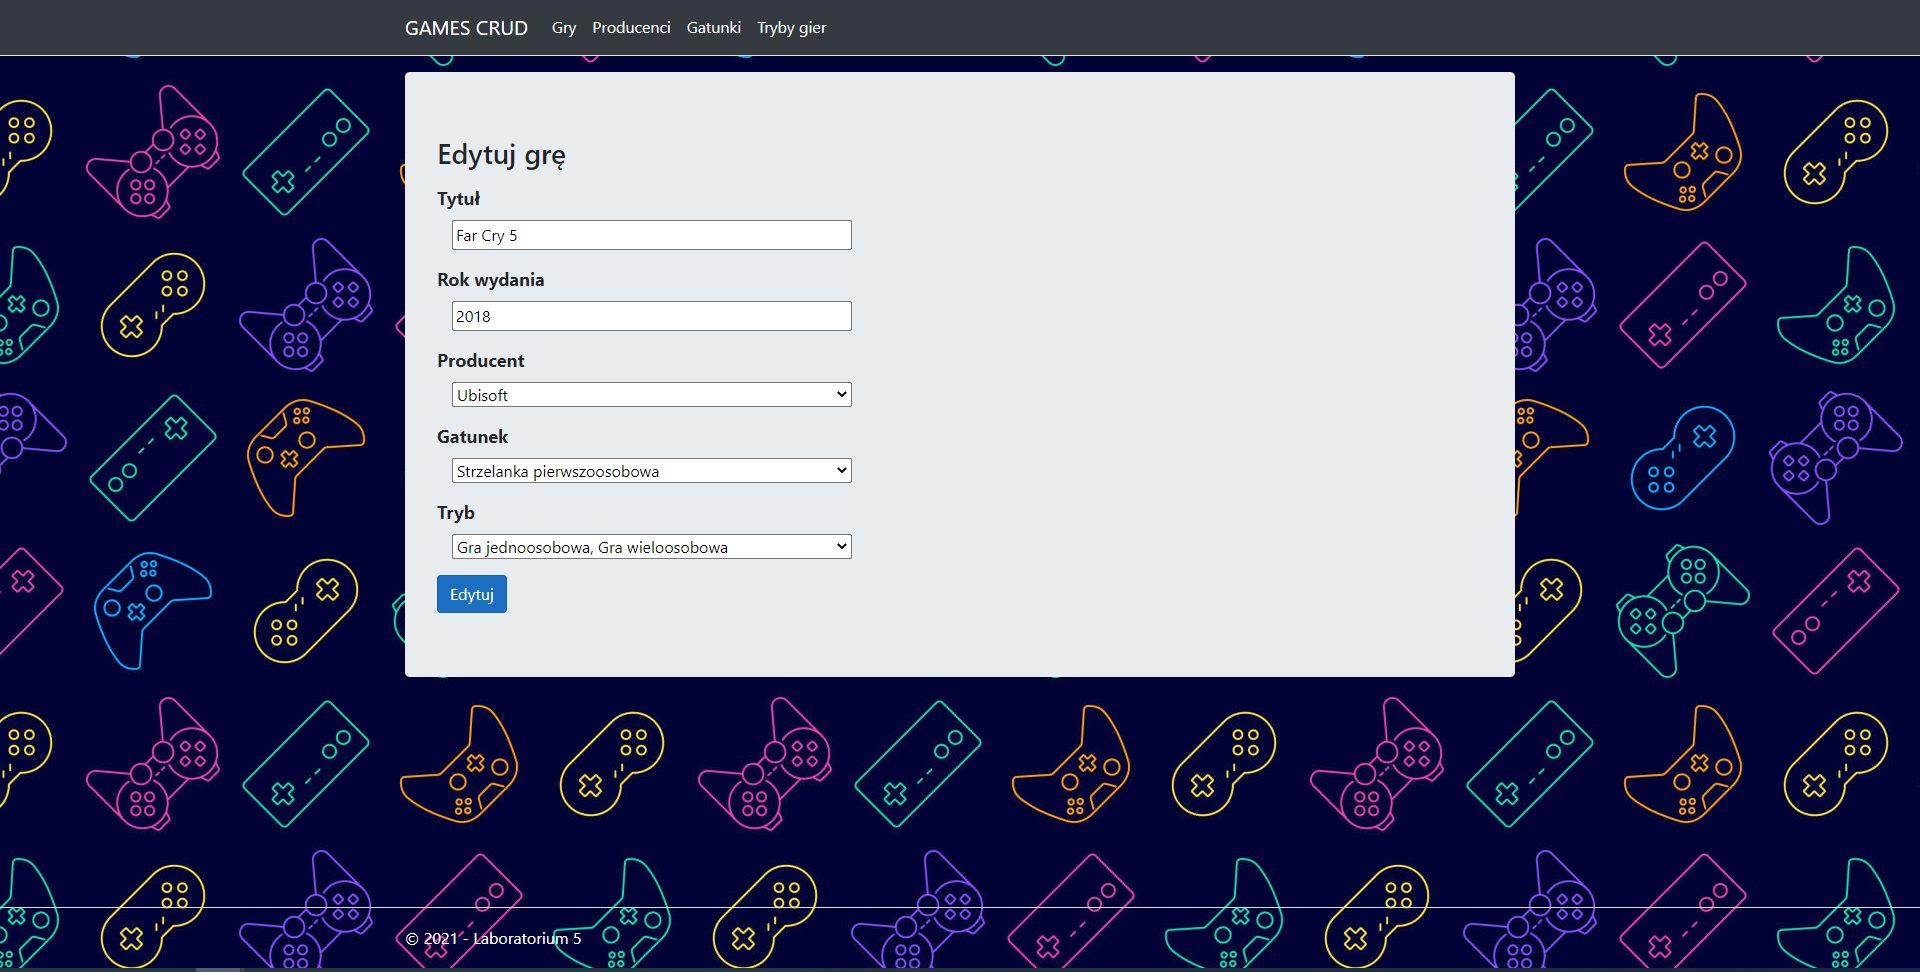 GAMES CRUD Gry Producenci Gatunki Tryby gier
Edytuj grę
Tytuł
Far Cry 5
Rok wydania
2018
Producent
Ubisoft
Gatunek
Strzelanka pierwszoosobowa
Tryb
Gra jednoosobowa, Gra wieloosobowa
Edytuj
© 2021 - Laboratorium 5